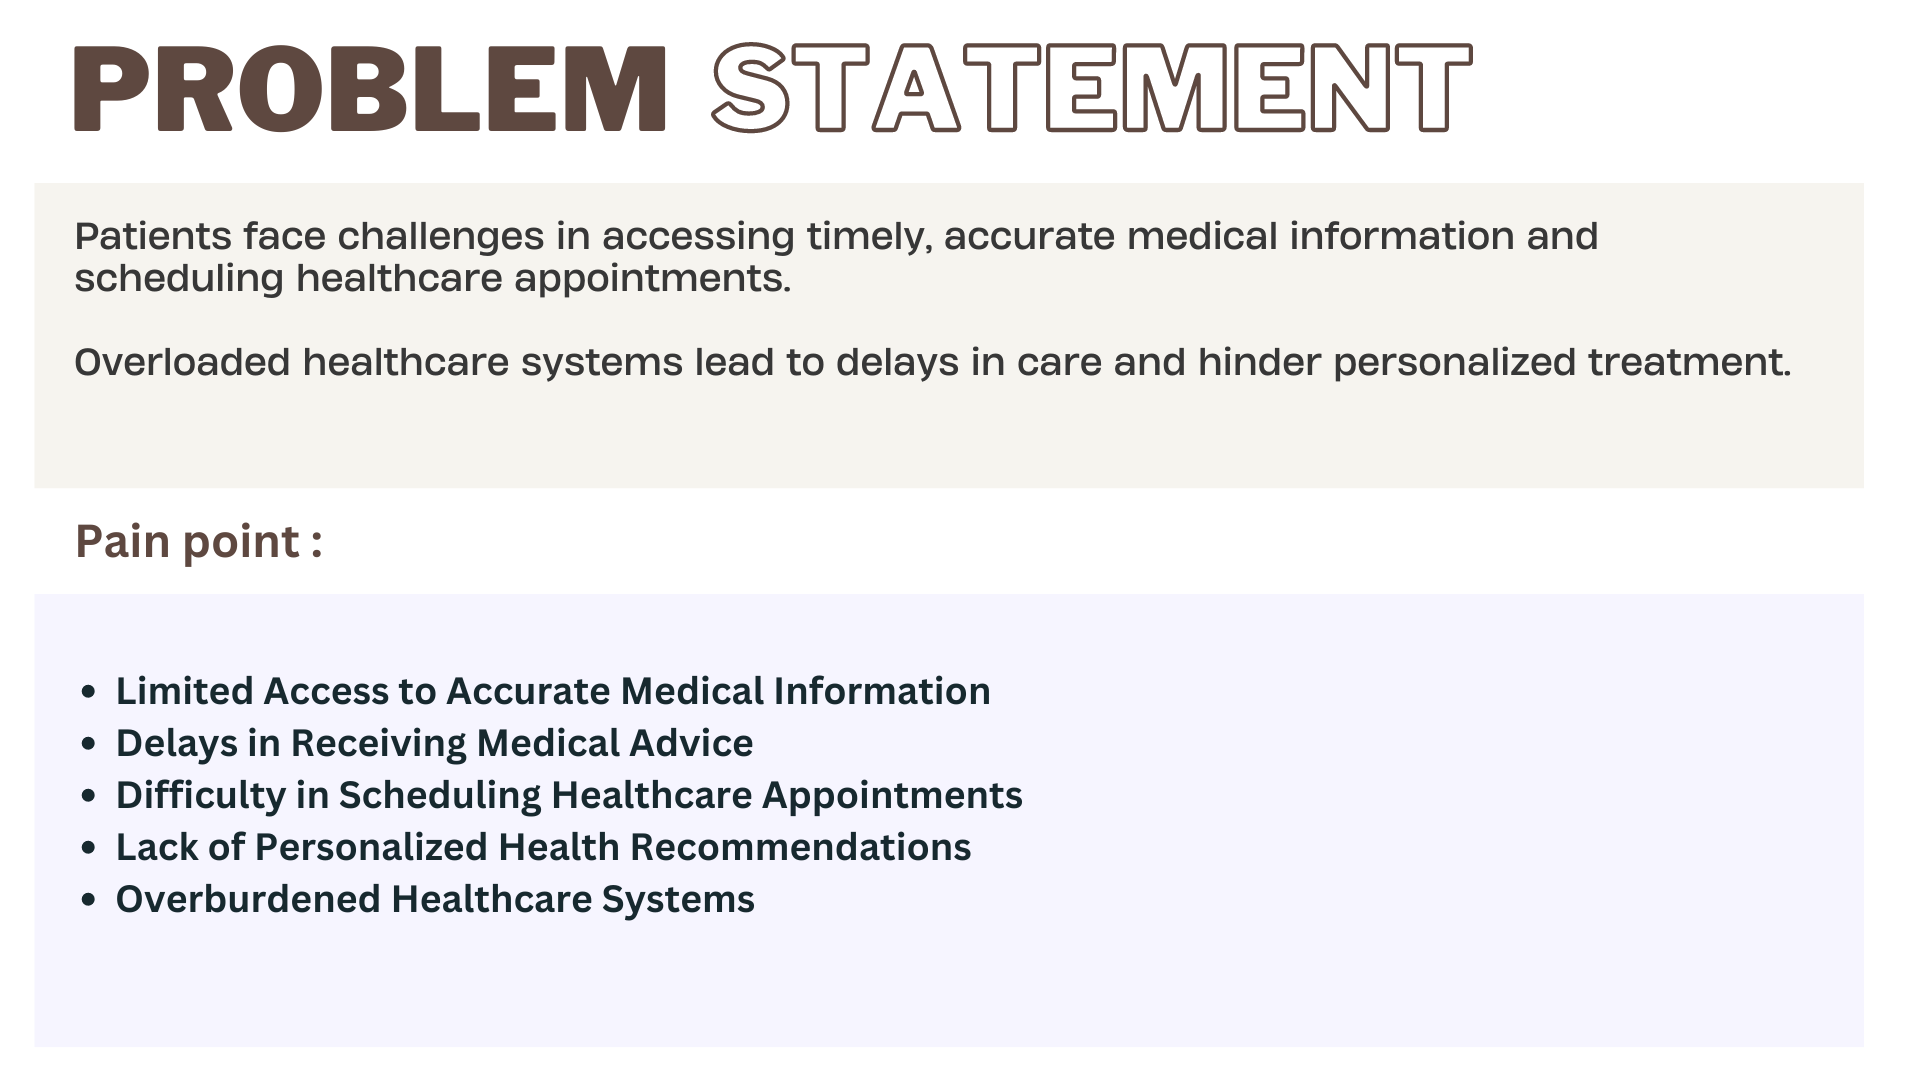 PROBLEM STATEMENT
Patients face challenges in accessing timely, accurate medical information and
scheduling healthcare appointments.
Overloaded healthcare systems lead to delays in care and hinder personalized treatment.
Pain point :
• Limited Access to Accurate Medical Information
• Delays in Receiving Medical Advice
• Difficulty in Scheduling Healthcare Appointments
• Lack of Personalized Health Recommendations
• Overburdened Healthcare Systems